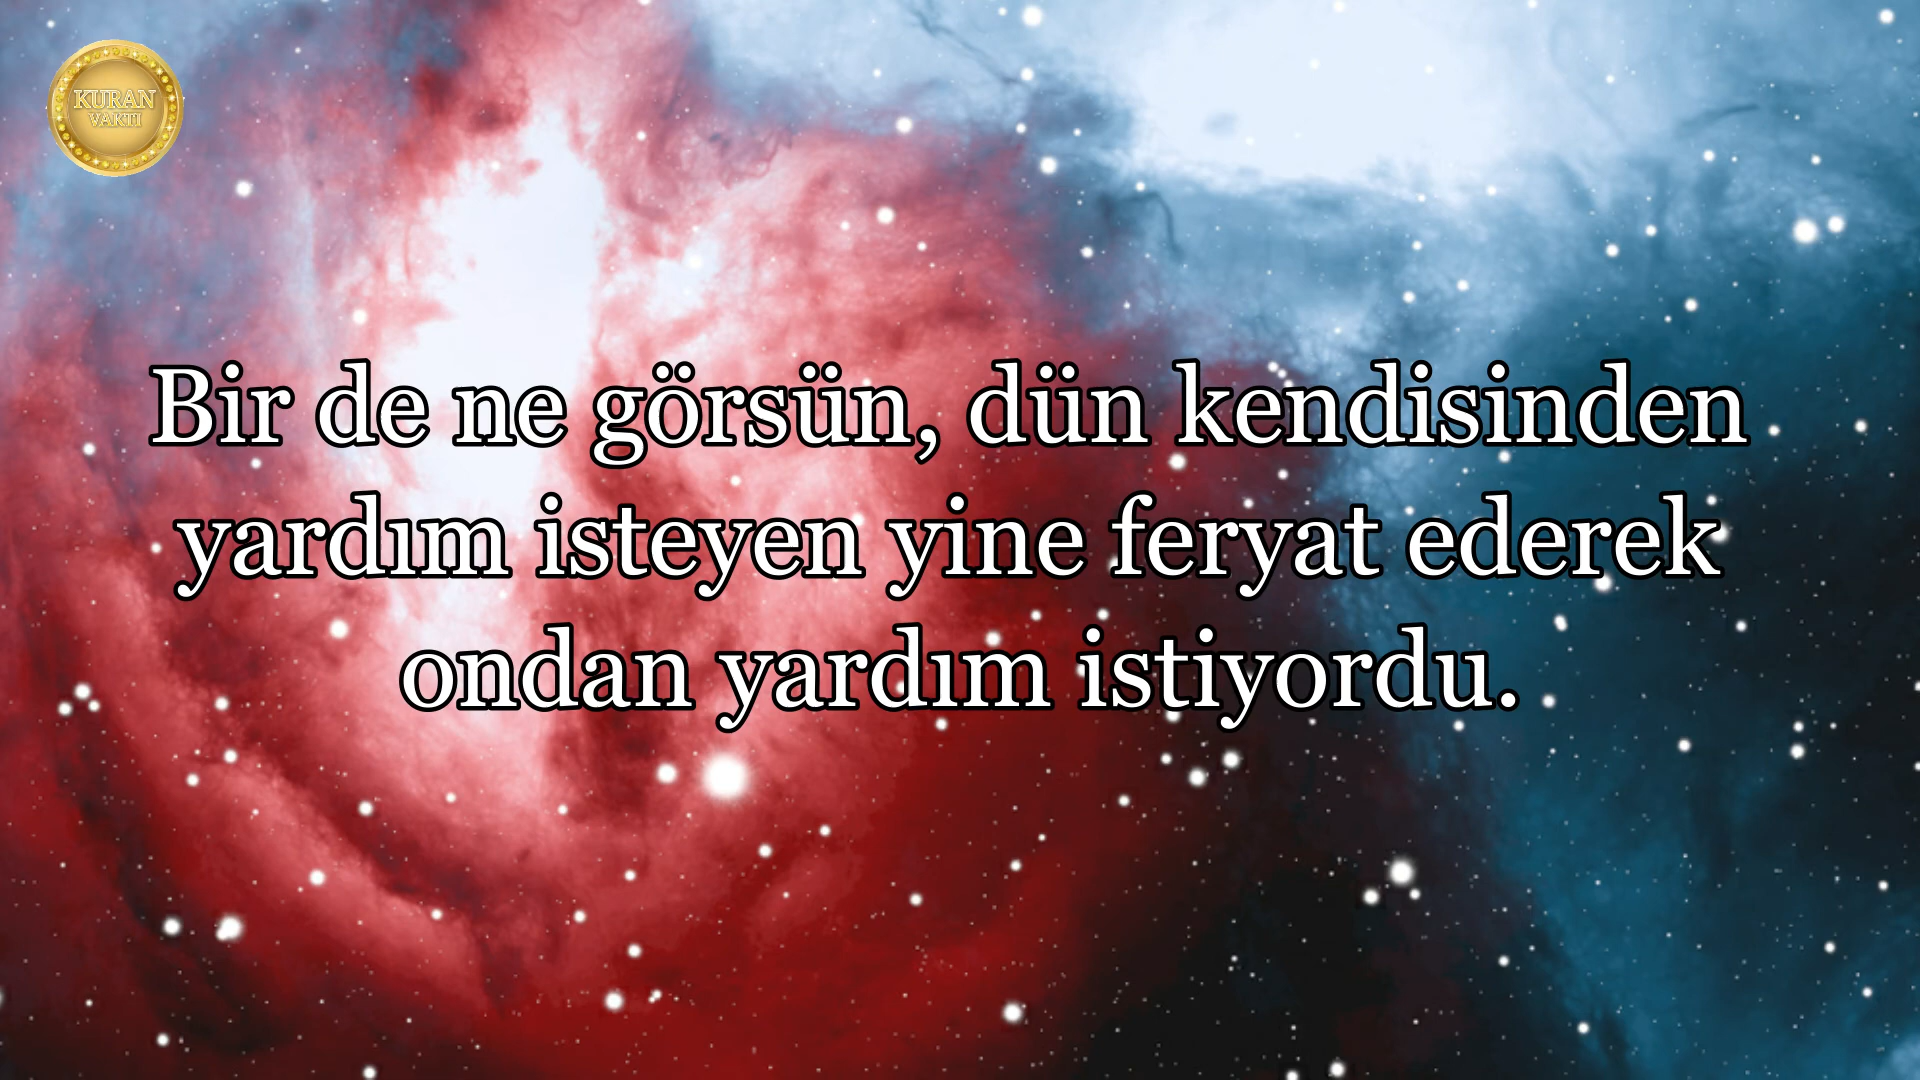 KURAN
VAKTİ
Bir de ne görsün, dün kendisinden
yardım isteyen yine feryat ederek
ondan yardım istiyordu.